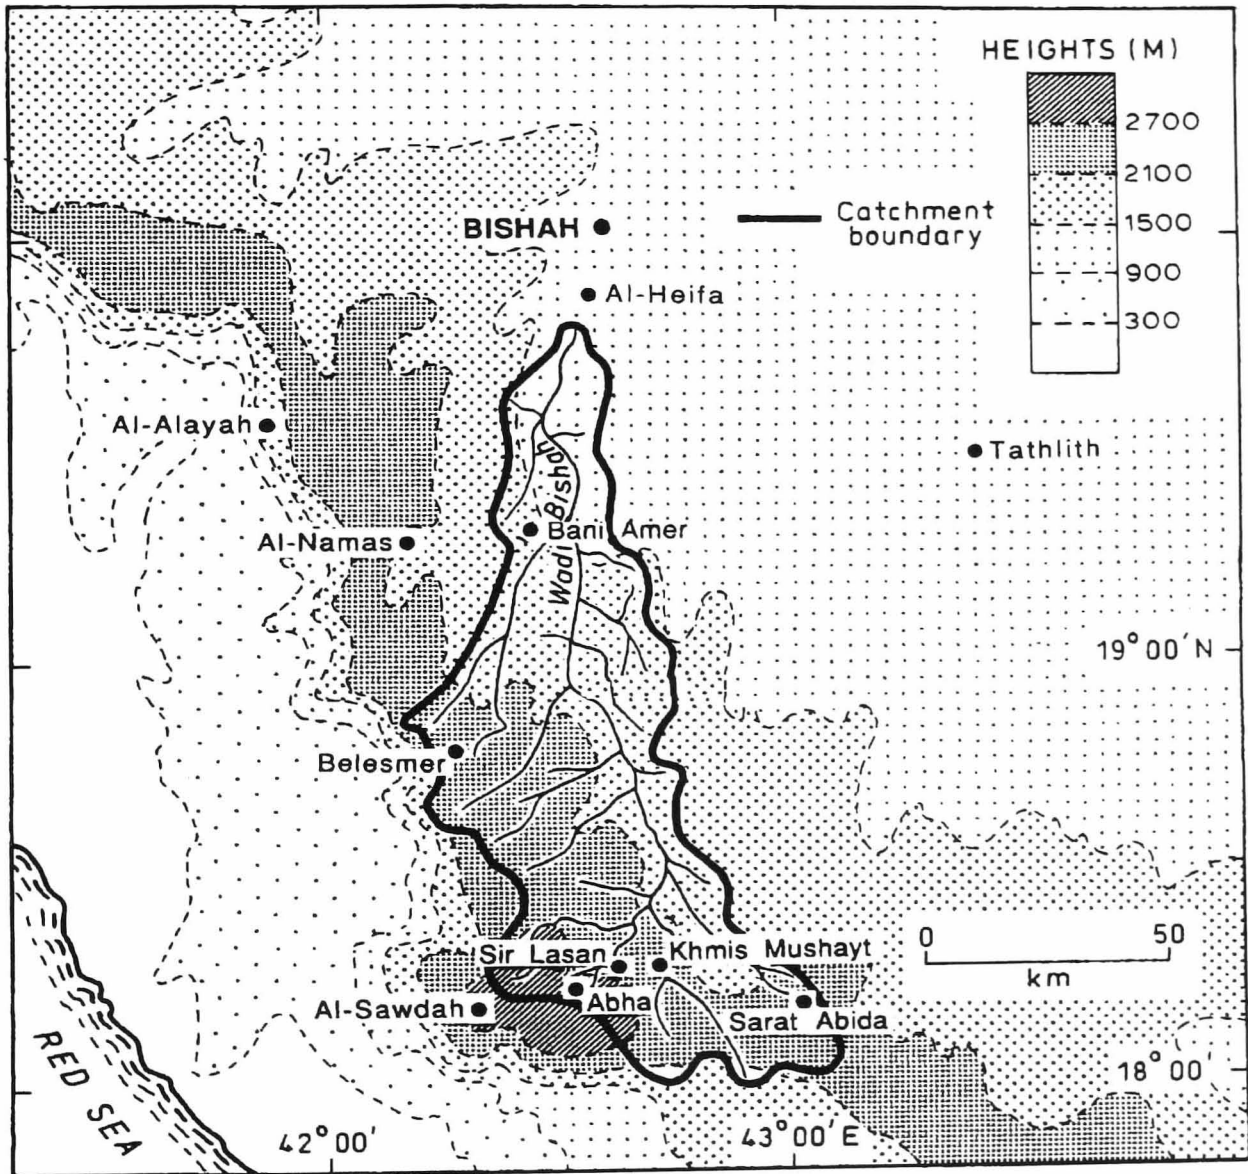 HEIGHTS (M)
2700
2100
1500
900
300
Catchment
boundary
BISHAH
Al-Heifa
Al-Alayah
Tathlith
Wadi Bishah
Bani Amer
Al-Namas
19°00'N
Belesmer
0 50
km
Sir Lasan
Khmis Mushayt
Al-Sawdah
Abha
Sarat Abida
RED SEA
18°00'
42°00'
43°00'E